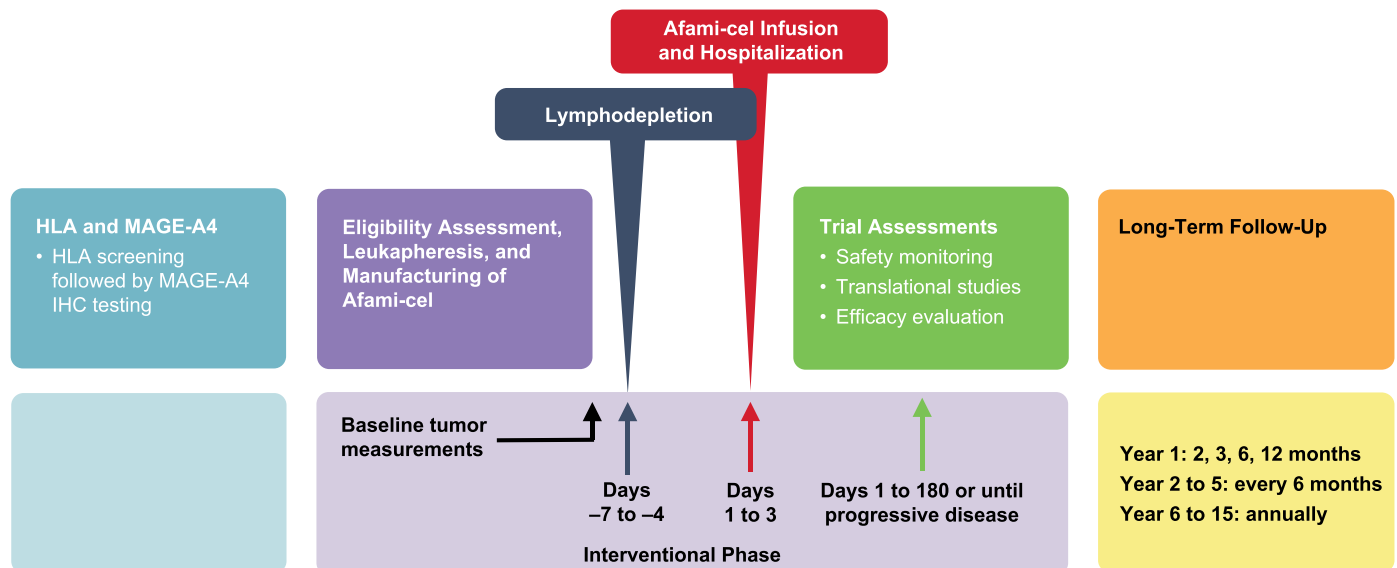 Afami-cel Infusion
and Hospitalization
Lymphodepletion
HLA and MAGE-A4
• HLA screening
followed by MAGE-A4
IHC testing
Eligibility Assessment,
Leukapheresis, and
Manufacturing of
Afami-cel
Trial Assessments
• Safety monitoring
• Translational studies
• Efficacy evaluation
Long-Term Follow-Up
Baseline tumor
measurements
Days
–7 to –4
Days
1 to 3
Days 1 to 180 or until
progressive disease
Interventional Phase
Year 1: 2, 3, 6, 12 months
Year 2 to 5: every 6 months
Year 6 to 15: annually